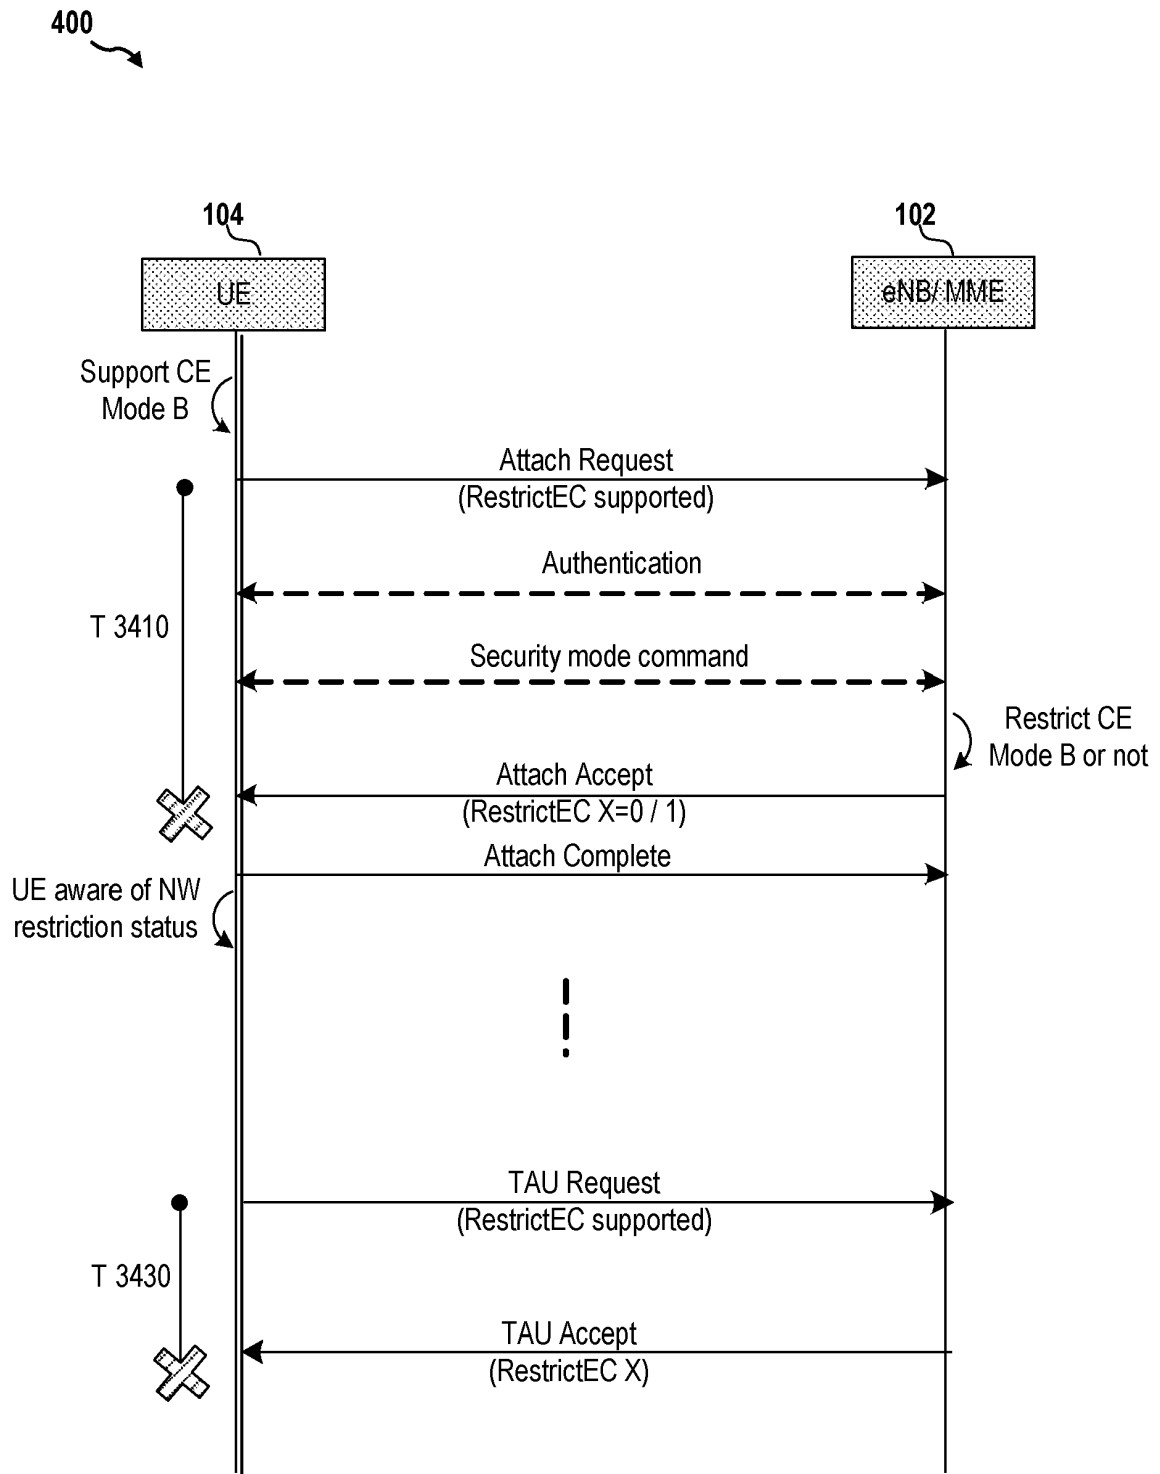 400
104
102
UE
eNB/ MME
Support CE
Mode B
Attach Request
(RestrictEC supported)
Authentication
T 3410
Security mode command
Restrict CE
Mode B or not
Attach Accept
(RestrictEC X=0 / 1)
Attach Complete
UE aware of NW
restriction status
TAU Request
(RestrictEC supported)
T 3430
TAU Accept
(RestrictEC X)